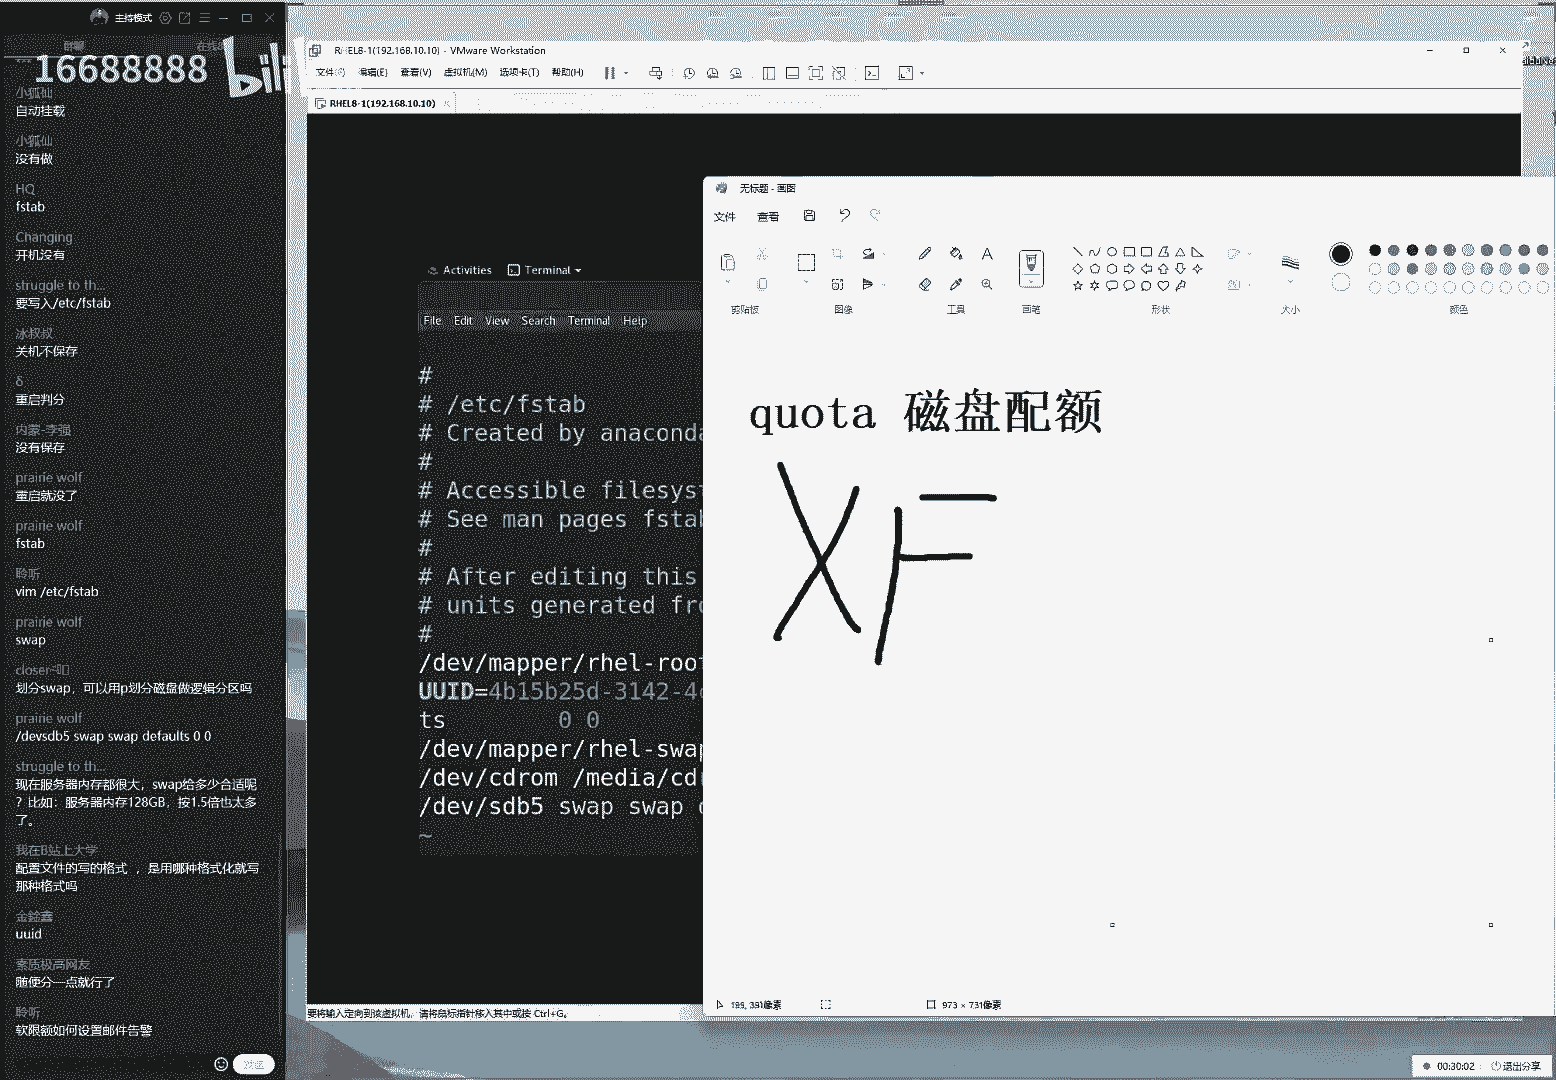 主持模式
16688888 bili
小狐仙
自动挂载
小狐仙
没有做
HQ
fstab
Changing
开机没有
struggle to th...
要写入/etc/fstab
冰叔叔
关机不保存
δ
重启判分
内蒙-李强
没有保存
prairie wolf
重启就没了
prairie wolf
fstab
聆听
vim /etc/fstab
prairie wolf
swap
划分swap，可以用p划分磁盘做逻辑分区吗
prairie wolf
/devsdb5 swap swap defaults 0 0
struggle to th...
现在服务器内存都很大，swap给多少合适呢
？比如：服务器内存128GB，按1.5倍也太多
了。
我在B站上大学
配置文件的写的格式 ，是用哪种格式化就写
那种格式吗
金鍂鑫
uuid
素质极高网友
随便分一点就行了
聆听
软限额如何设置邮件告警
发送
RHEL8-1(192.168.10.10) - VMware Workstation
文件(F) 编辑(E) 查看(V) 虚拟机(M) 选项卡(T) 帮助(H)
RHEL8-1(192.168.10.10)
Activities Terminal
File Edit View Search Terminal Help
#
# /etc/fstab
# Created by anaconda
#
# Accessible filesyst
# See man pages fstab
#
# After editing this
# units generated fro
#
/dev/mapper/rhel-root
UUID=4b15b25d-3142-4
ts 0 0
/dev/mapper/rhel-swap
/dev/cdrom /media/cd
/dev/sdb5 swap swap
~
要将输入定向到该虚拟机，请将鼠标指针移入其中或按 Ctrl+G。
无标题 - 画图
文件 查看
剪贴板 图像 工具 画笔 形状 大小 颜色
quota 磁盘配额
XF
199, 391像素 973 × 731像素
00:30:02 退出分享